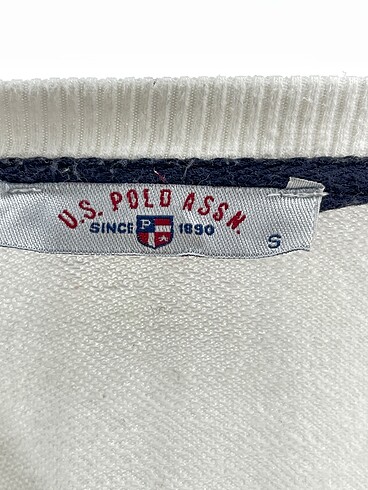 U.S. POLO ASSN.
SINCE P 1890
S